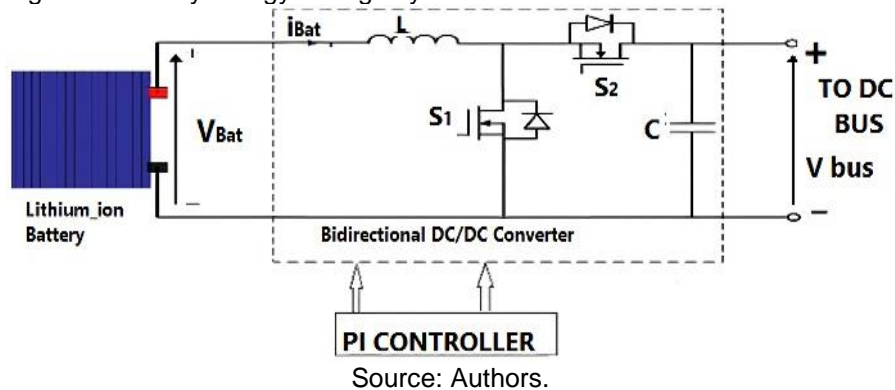 iBat
L
S2
S1
VBat
C
+
TO DC
BUS
V bus
−
Lithium_ion
Battery
Bidirectional DC/DC Converter
PI CONTROLLER
Source: Authors.